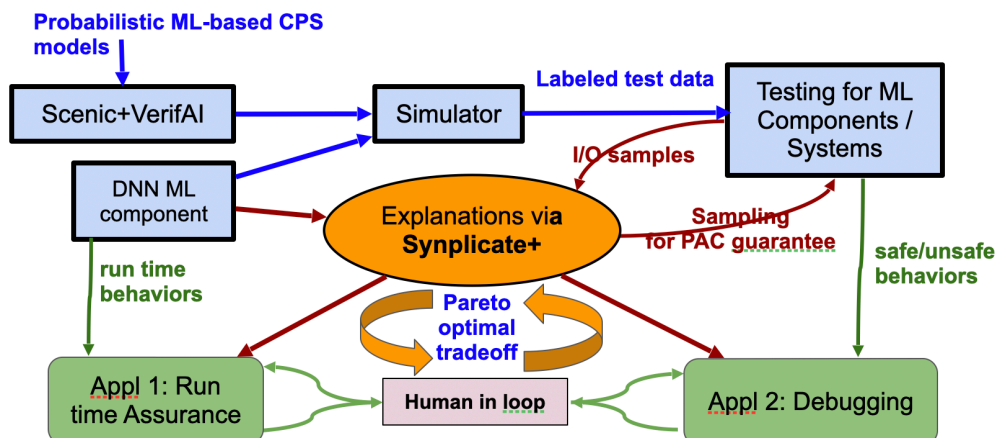 Probabilistic ML-based CPS
models
Scenic+VerifAI
Simulator
Labeled test data
Testing for ML
Components /
Systems
DNN ML
component
I/O samples
Explanations via
Synplicate+
Sampling
for PAC guarantee
run time
behaviors
safe/unsafe
behaviors
Pareto
optimal
tradeoff
Appl 1: Run
time Assurance
Human in loop
Appl 2: Debugging